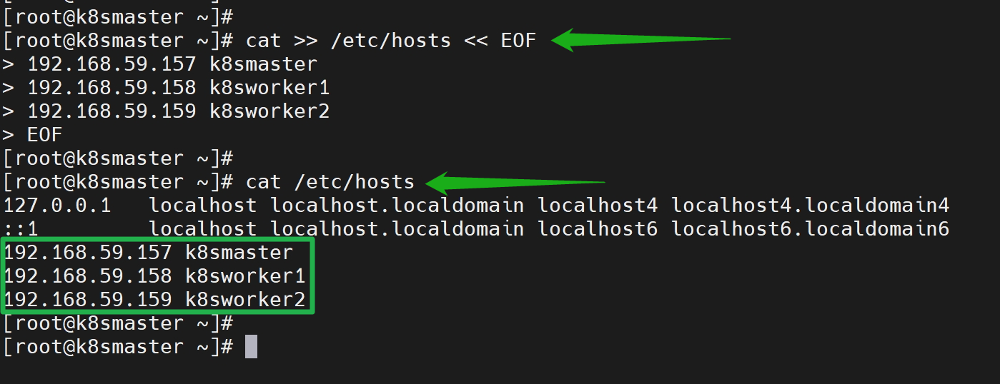 [root@k8smaster ~]#
[root@k8smaster ~]# cat >> /etc/hosts << EOF
> 192.168.59.157 k8smaster
> 192.168.59.158 k8sworker1
> 192.168.59.159 k8sworker2
> EOF
[root@k8smaster ~]#
[root@k8smaster ~]# cat /etc/hosts
127.0.0.1   localhost localhost.localdomain localhost4 localhost4.localdomain4
::1         localhost localhost.localdomain localhost6 localhost6.localdomain6
192.168.59.157 k8smaster
192.168.59.158 k8sworker1
192.168.59.159 k8sworker2
[root@k8smaster ~]#
[root@k8smaster ~]#